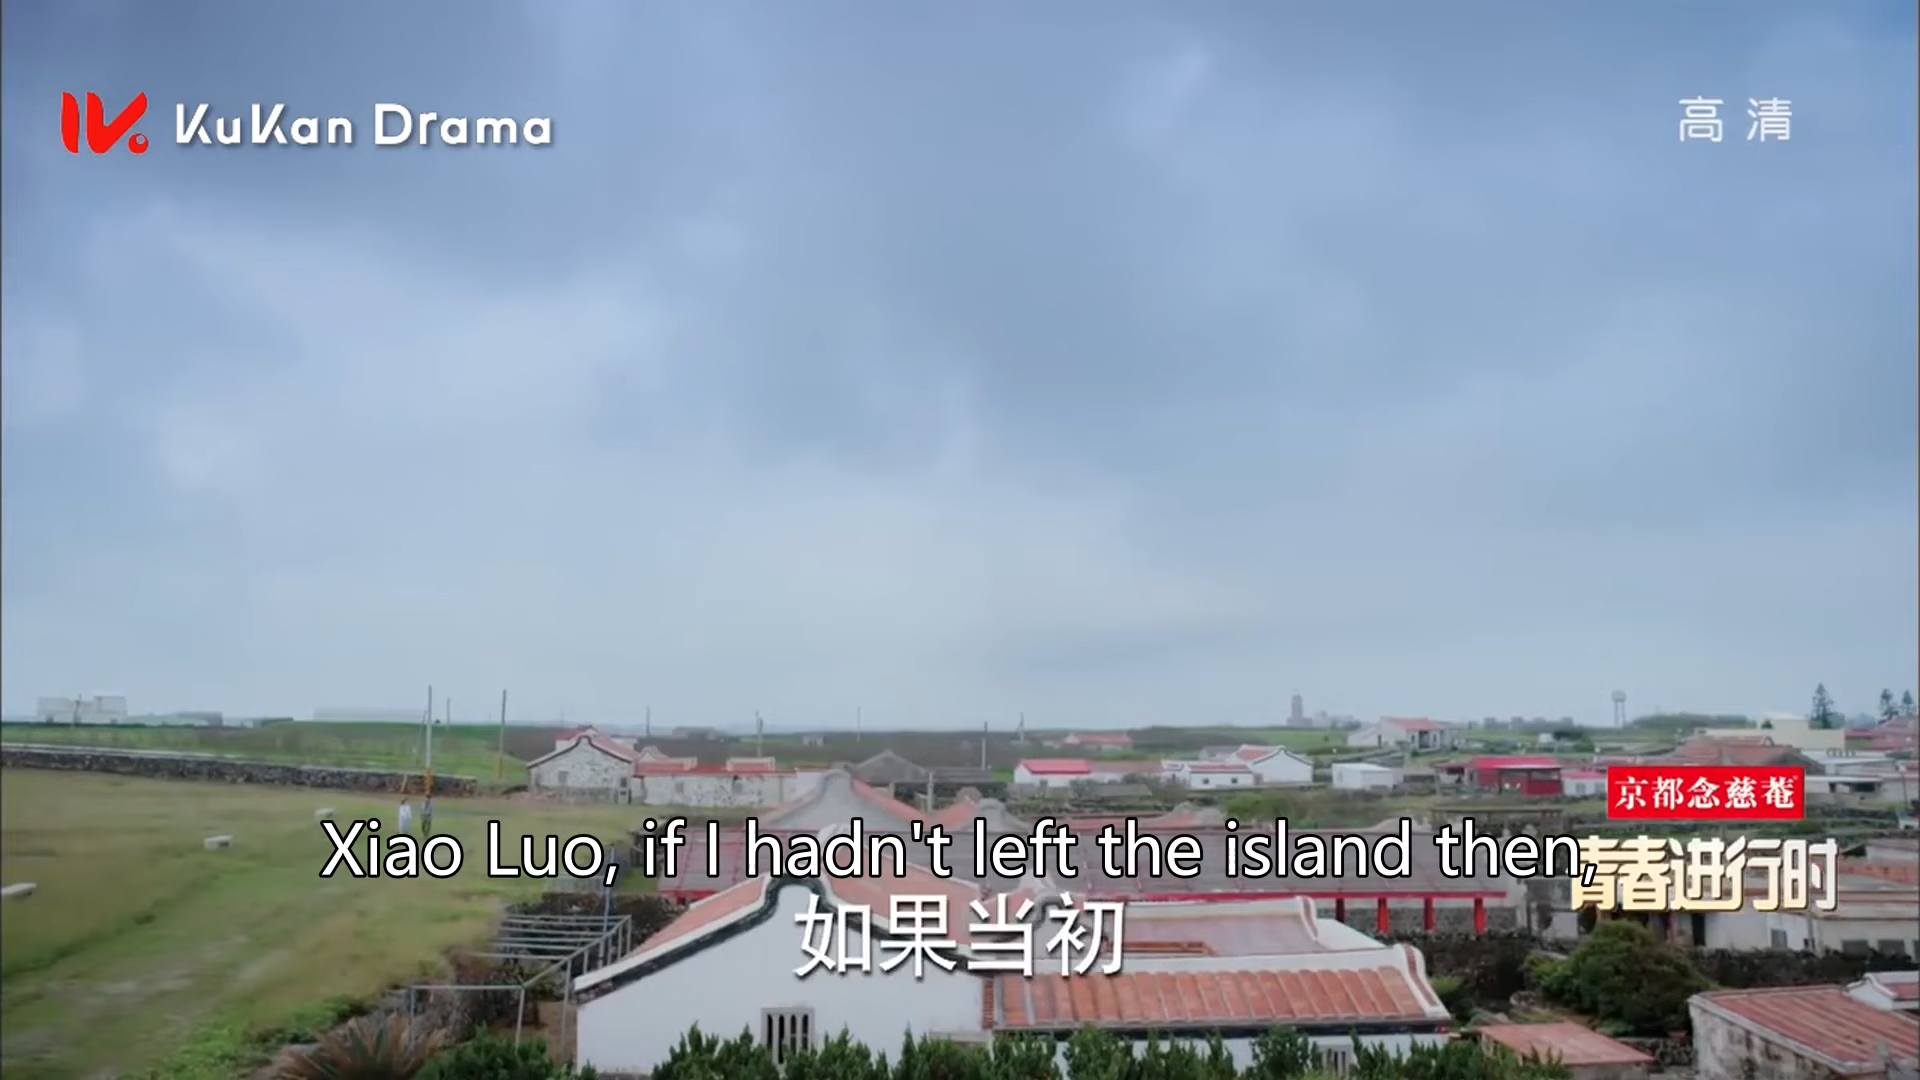 KuKan Drama
高清
京都念慈菴
Xiao Luo, if I hadn't left the island then,
青春进行时
如果当初